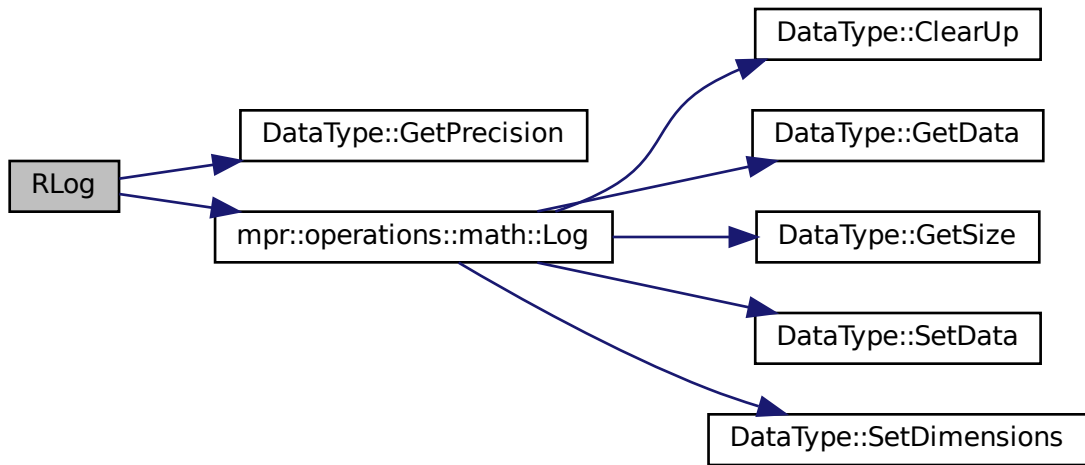 RLog
DataType::GetPrecision
mpr::operations::math::Log
DataType::ClearUp
DataType::GetData
DataType::GetSize
DataType::SetData
DataType::SetDimensions